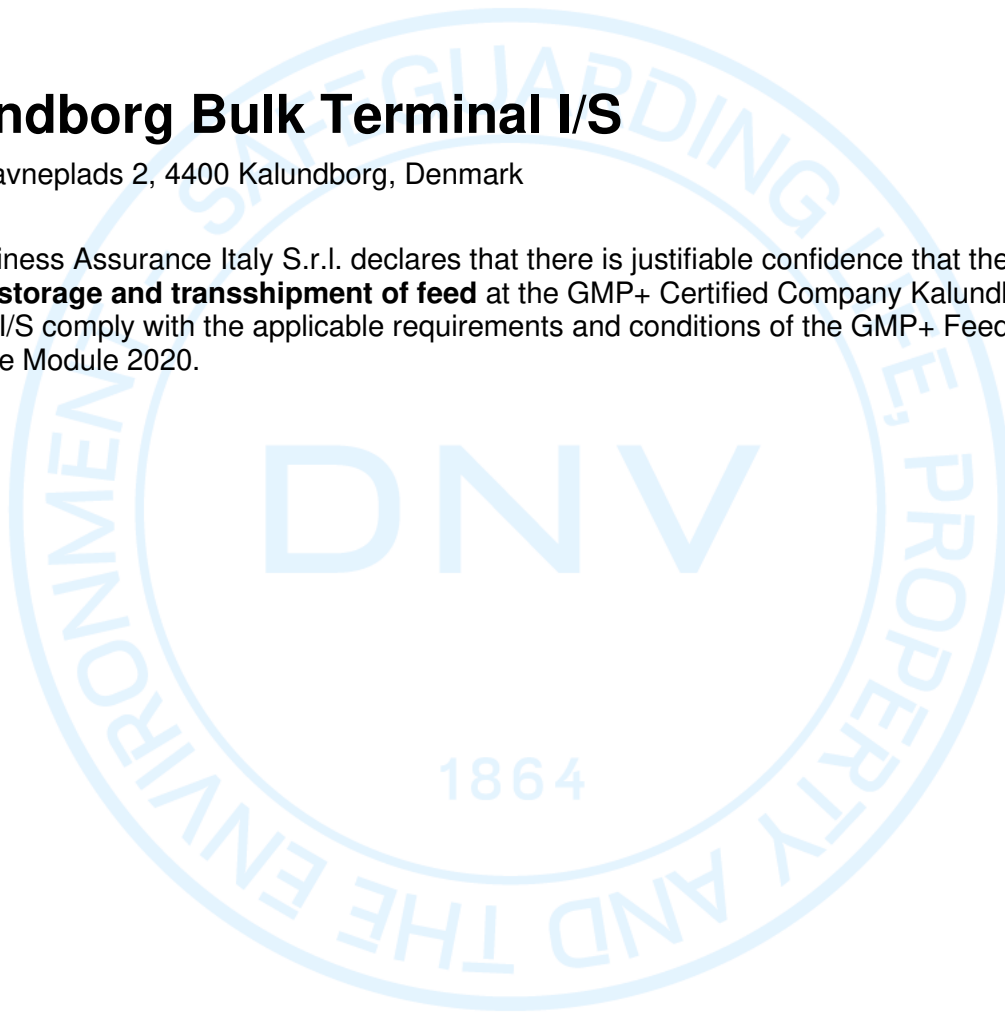 ndborg Bulk Terminal I/S
avneplads 2, 4400 Kalundborg, Denmark
iness Assurance Italy S.r.l. declares that there is justifiable confidence that the
storage and transshipment of feed at the GMP+ Certified Company Kalund
I/S comply with the applicable requirements and conditions of the GMP+ Feed
e Module 2020.
SAFEGUARDING LIFE, PROPERTY AND THE ENVIRONMENT
DNV
1864